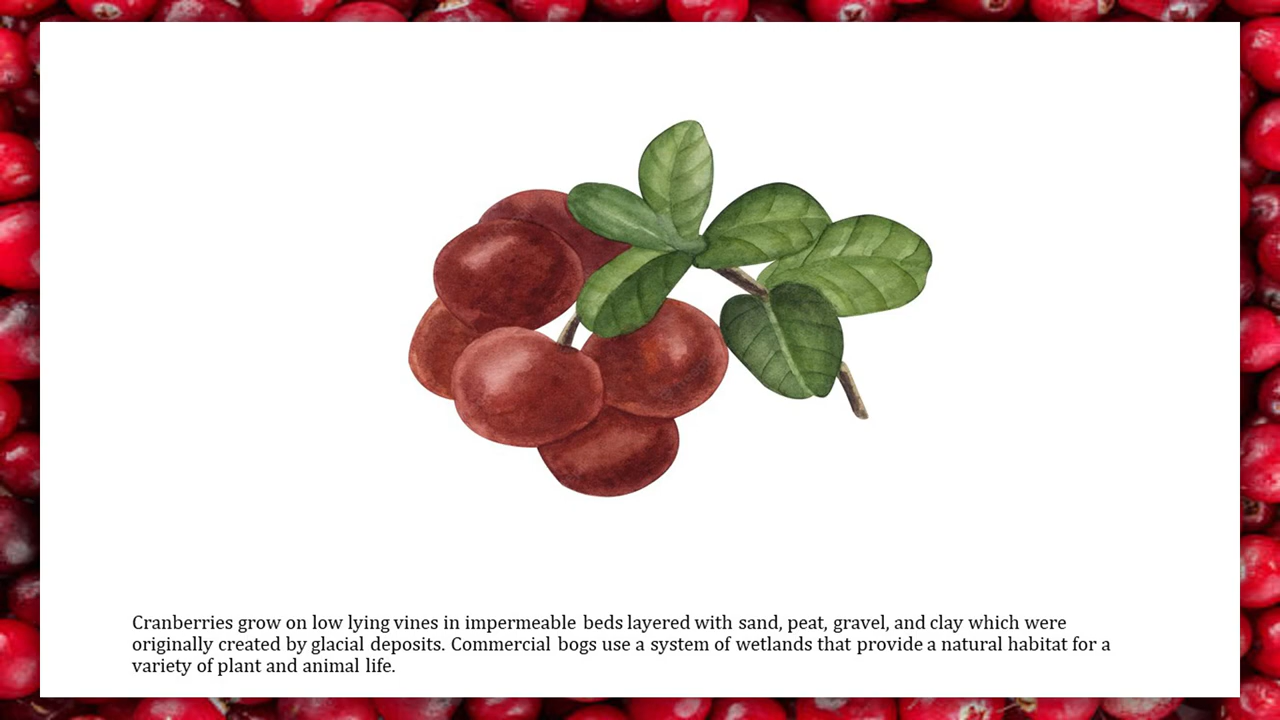 Cranberries grow on low lying vines in impermeable beds layered with sand, peat, gravel, and clay which were
originally created by glacial deposits. Commercial bogs use a system of wetlands that provide a natural habitat for a
variety of plant and animal life.